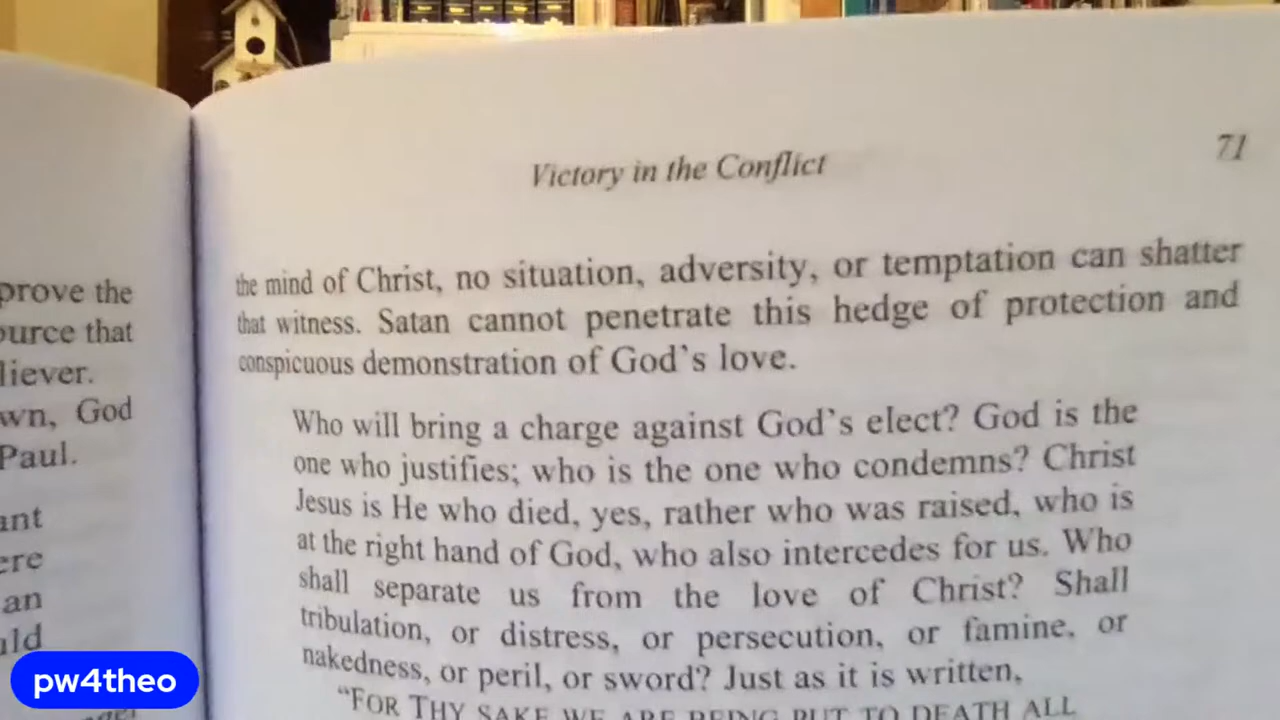 Victory in the Conflict
71
the mind of Christ, no situation, adversity, or temptation can shatter
that witness. Satan cannot penetrate this hedge of protection and
conspicuous demonstration of God's love.
Who will bring a charge against God's elect? God is the
one who justifies; who is the one who condemns? Christ
Jesus is He who died, yes, rather who was raised, who is
at the right hand of God, who also intercedes for us. Who
shall separate us from the love of Christ? Shall
tribulation, or distress, or persecution, or famine, or
nakedness, or peril, or sword? Just as it is written,
"FOR THY SAKE WE ARE BEING PUT TO DEATH ALL
prove the
liever.
wn, God
Paul.
ant
ere
an
uld
pw4theo